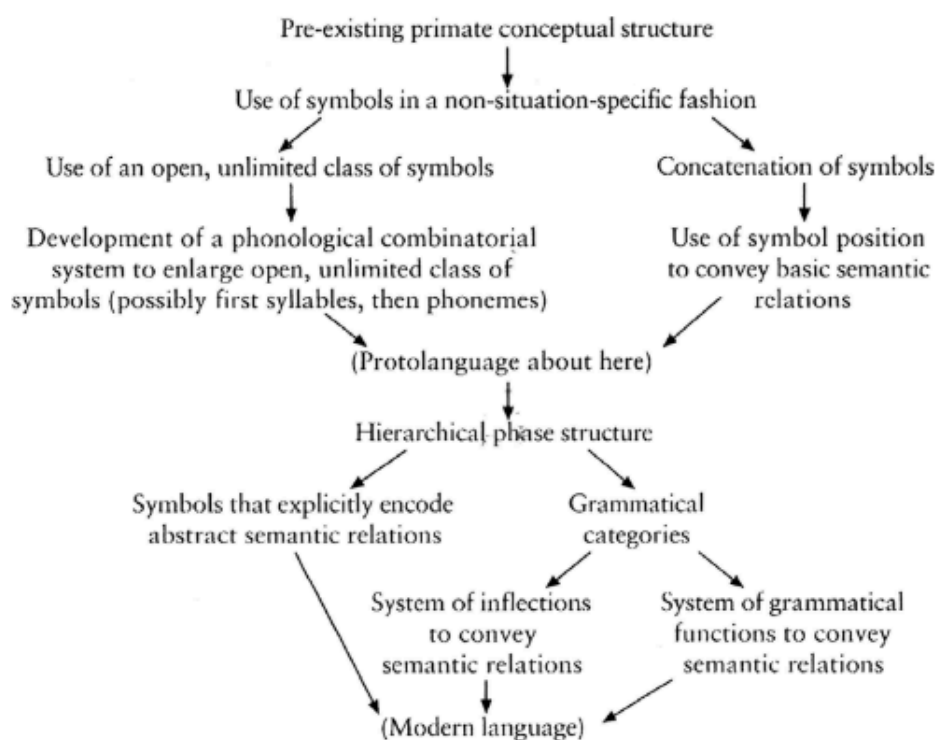 Pre-existing primate conceptual structure
Use of symbols in a non-situation-specific fashion
Use of an open, unlimited class of symbols
Concatenation of symbols
Development of a phonological combinatorial
system to enlarge open, unlimited class of
symbols (possibly first syllables, then phonemes)
Use of symbol position
to convey basic semantic
relations
(Protolanguage about here)
Hierarchical phase structure
Symbols that explicitly encode
abstract semantic relations
Grammatical
categories
System of inflections
to convey
semantic relations
System of grammatical
functions to convey
semantic relations
(Modern language)